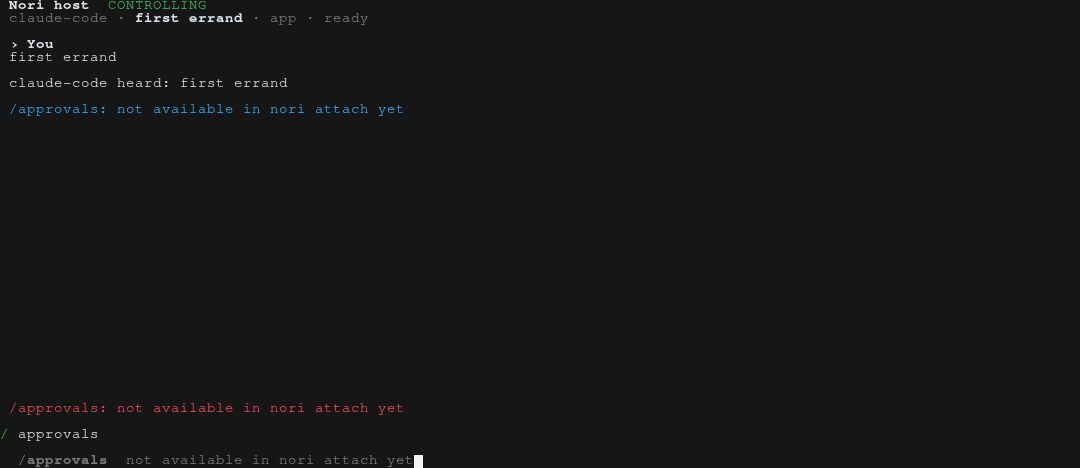 Nori host  CONTROLLING
claude-code · first errand · app · ready
› You
first errand
claude-code heard: first errand
/approvals: not available in nori attach yet
/approvals: not available in nori attach yet
/ approvals
/approvals  not available in nori attach yet